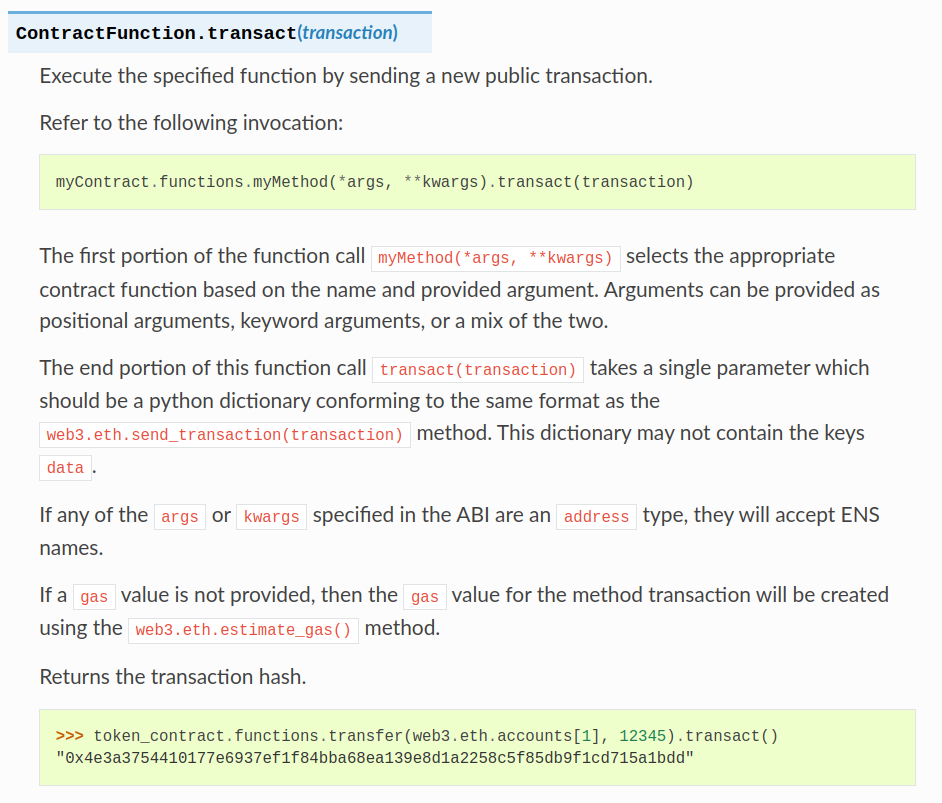 ContractFunction.transact(transaction)
Execute the specified function by sending a new public transaction.
Refer to the following invocation:
myContract.functions.myMethod(*args, **kwargs).transact(transaction)
The first portion of the function call myMethod(*args, **kwargs) selects the appropriate
contract function based on the name and provided argument. Arguments can be provided as
positional arguments, keyword arguments, or a mix of the two.
The end portion of this function call transact(transaction) takes a single parameter which
should be a python dictionary conforming to the same format as the
web3.eth.send_transaction(transaction) method. This dictionary may not contain the keys
data .
If any of the args or kwargs specified in the ABI are an address type, they will accept ENS
names.
If a gas value is not provided, then the gas value for the method transaction will be created
using the web3.eth.estimate_gas() method.
Returns the transaction hash.
>>> token_contract.functions.transfer(web3.eth.accounts[1], 12345).transact()
"0x4e3a3754410177e6937ef1f84bba68ea139e8d1a2258c5f85db9f1cd715a1bdd"